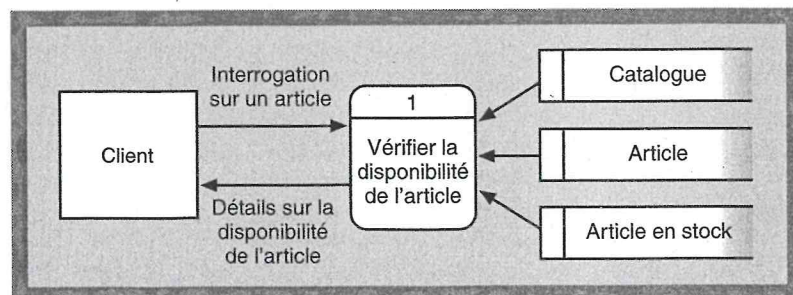 Interrogation
sur un article
Client
Détails sur la
disponibilité
de l'article
1
Vérifier la
disponibilité
de l'article
Catalogue
Article
Article en stock